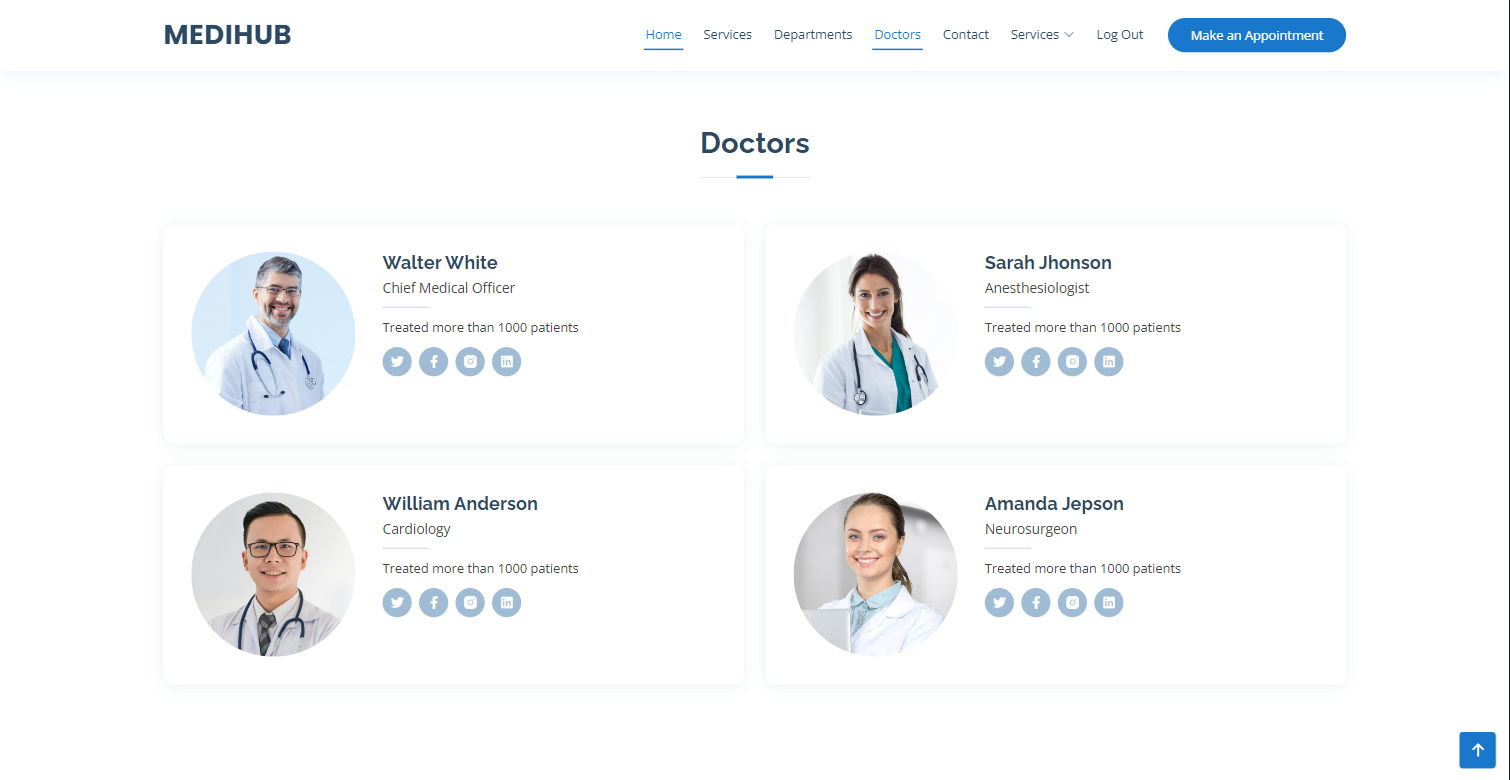 MEDIHUB
Home Services Departments Doctors Contact Services Log Out Make an Appointment
Doctors
Walter White
Chief Medical Officer
Treated more than 1000 patients
Sarah Jhonson
Anesthesiologist
Treated more than 1000 patients
William Anderson
Cardiology
Treated more than 1000 patients
Amanda Jepson
Neurosurgeon
Treated more than 1000 patients